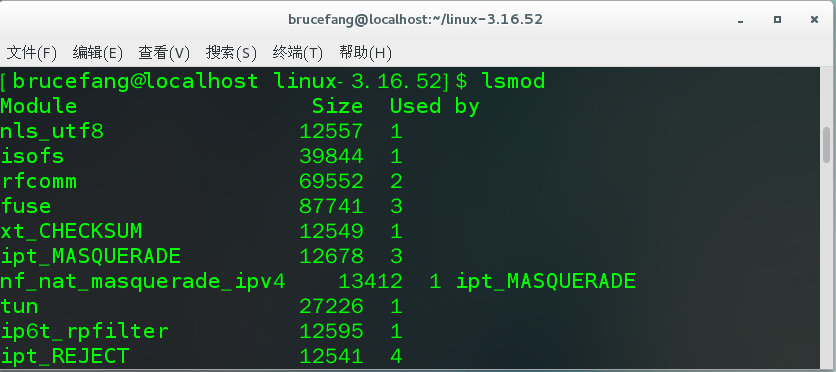 brucefang@localhost:~/linux-3.16.52
文件(F) 编辑(E) 查看(V) 搜索(S) 终端(T) 帮助(H)
[brucefang@localhost linux-3.16.52]$ lsmod
Module                  Size  Used by
nls_utf8               12557  1
isofs                  39844  1
rfcomm                 69552  2
fuse                   87741  3
xt_CHECKSUM            12549  1
ipt_MASQUERADE         12678  3
nf_nat_masquerade_ipv4    13412  1 ipt_MASQUERADE
tun                    27226  1
ip6t_rpfilter          12595  1
ipt_REJECT             12541  4